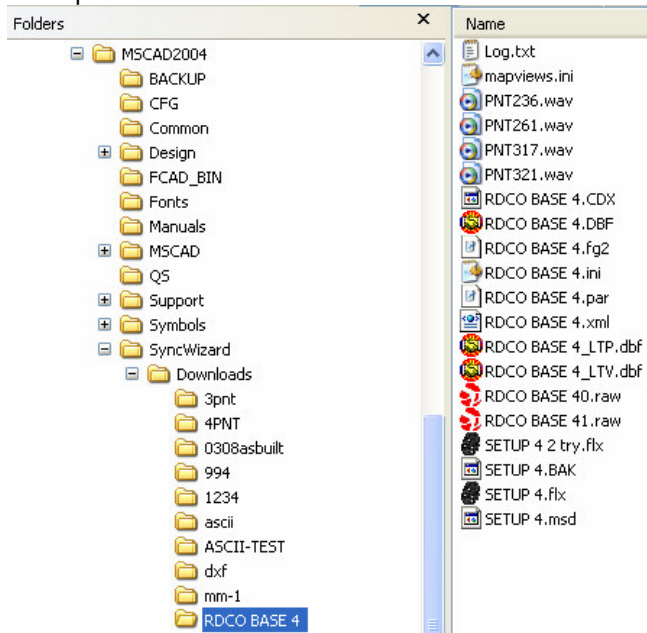 Folders
MSCAD2004
BACKUP
CFG
Common
Design
FCAD_BIN
Fonts
Manuals
MSCAD
QS
Support
Symbols
SyncWizard
Downloads
3pnt
4PNT
0308asbuilt
994
1234
ascii
ASCII-TEST
dxf
mm-1
RDCO BASE 4
Name
Log.txt
mapviews.ini
PNT236.wav
PNT261.wav
PNT317.wav
PNT321.wav
RDCO BASE 4.CDX
RDCO BASE 4.DBF
RDCO BASE 4.fg2
RDCO BASE 4.ini
RDCO BASE 4.par
RDCO BASE 4.xml
RDCO BASE 4_LTP.dbf
RDCO BASE 4_LTV.dbf
RDCO BASE 40.raw
RDCO BASE 41.raw
SETUP 4 2 try.flx
SETUP 4.BAK
SETUP 4.flx
SETUP 4.msd